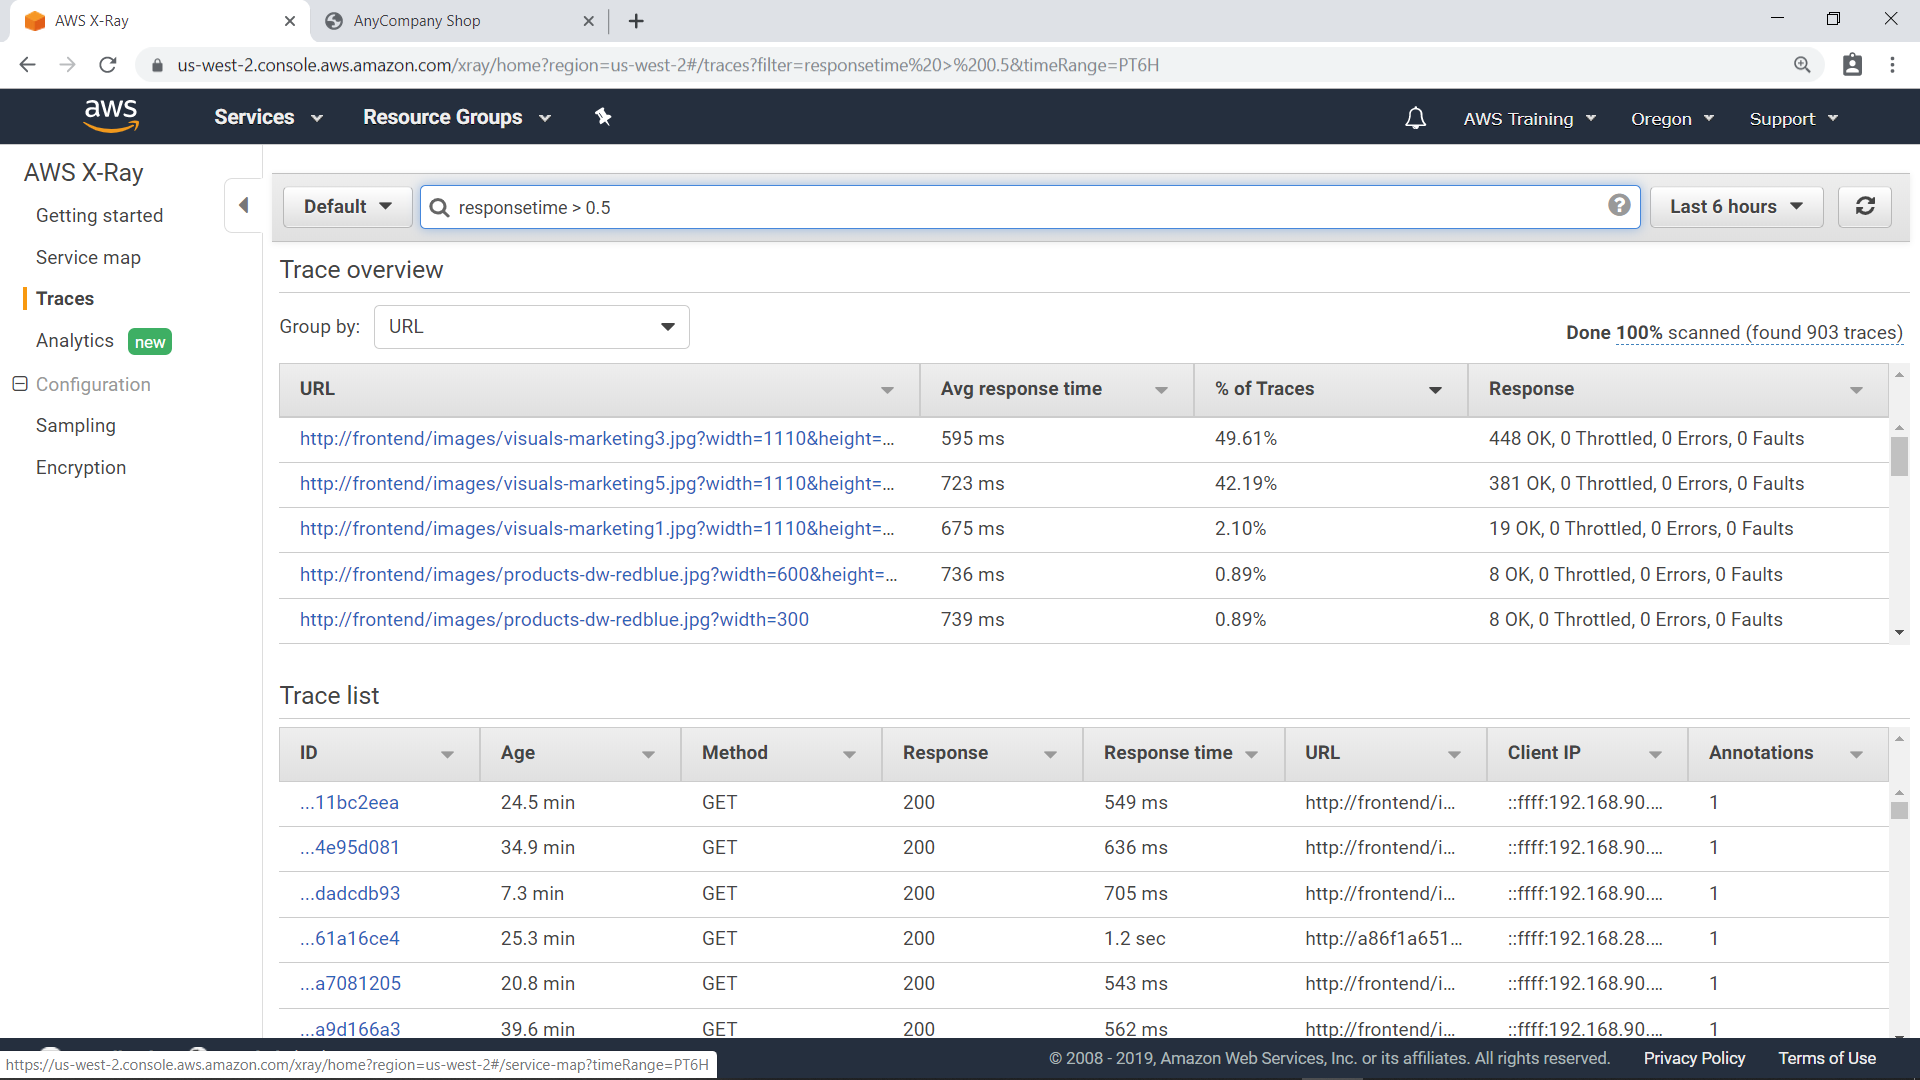 AWS X-Ray
AnyCompany Shop
us-west-2.console.aws.amazon.com/xray/home?region=us-west-2#/traces?filter=responsetime%20>%200.5&timeRange=PT6H
aws
Services
Resource Groups
AWS Training
Oregon
Support
AWS X-Ray
Getting started
Service map
Traces
Analytics new
Configuration
Sampling
Encryption
Default
responsetime > 0.5
?
Last 6 hours
Trace overview
Group by: URL
Done 100% scanned (found 903 traces)
URL Avg response time % of Traces Response
http://frontend/images/visuals-marketing3.jpg?width=1110&height=... 595 ms 49.61% 448 OK, 0 Throttled, 0 Errors, 0 Faults
http://frontend/images/visuals-marketing5.jpg?width=1110&height=... 723 ms 42.19% 381 OK, 0 Throttled, 0 Errors, 0 Faults
http://frontend/images/visuals-marketing1.jpg?width=1110&height=... 675 ms 2.10% 19 OK, 0 Throttled, 0 Errors, 0 Faults
http://frontend/images/products-dw-redblue.jpg?width=600&height=... 736 ms 0.89% 8 OK, 0 Throttled, 0 Errors, 0 Faults
http://frontend/images/products-dw-redblue.jpg?width=300 739 ms 0.89% 8 OK, 0 Throttled, 0 Errors, 0 Faults
Trace list
ID Age Method Response Response time URL Client IP Annotations
...11bc2eea 24.5 min GET 200 549 ms http://frontend/i... ::ffff:192.168.90.... 1
...4e95d081 34.9 min GET 200 636 ms http://frontend/i... ::ffff:192.168.90.... 1
...dadcdb93 7.3 min GET 200 705 ms http://frontend/i... ::ffff:192.168.90.... 1
...61a16ce4 25.3 min GET 200 1.2 sec http://a86f1a651... ::ffff:192.168.28.... 1
...a7081205 20.8 min GET 200 543 ms http://frontend/i... ::ffff:192.168.90.... 1
...a9d166a3 39.6 min GET 200 562 ms http://frontend/i... ::ffff:192.168.90.... 1
https://us-west-2.console.aws.amazon.com/xray/home?region=us-west-2#/service-map?timeRange=PT6H
© 2008 - 2019, Amazon Web Services, Inc. or its affiliates. All rights reserved. Privacy Policy Terms of Use